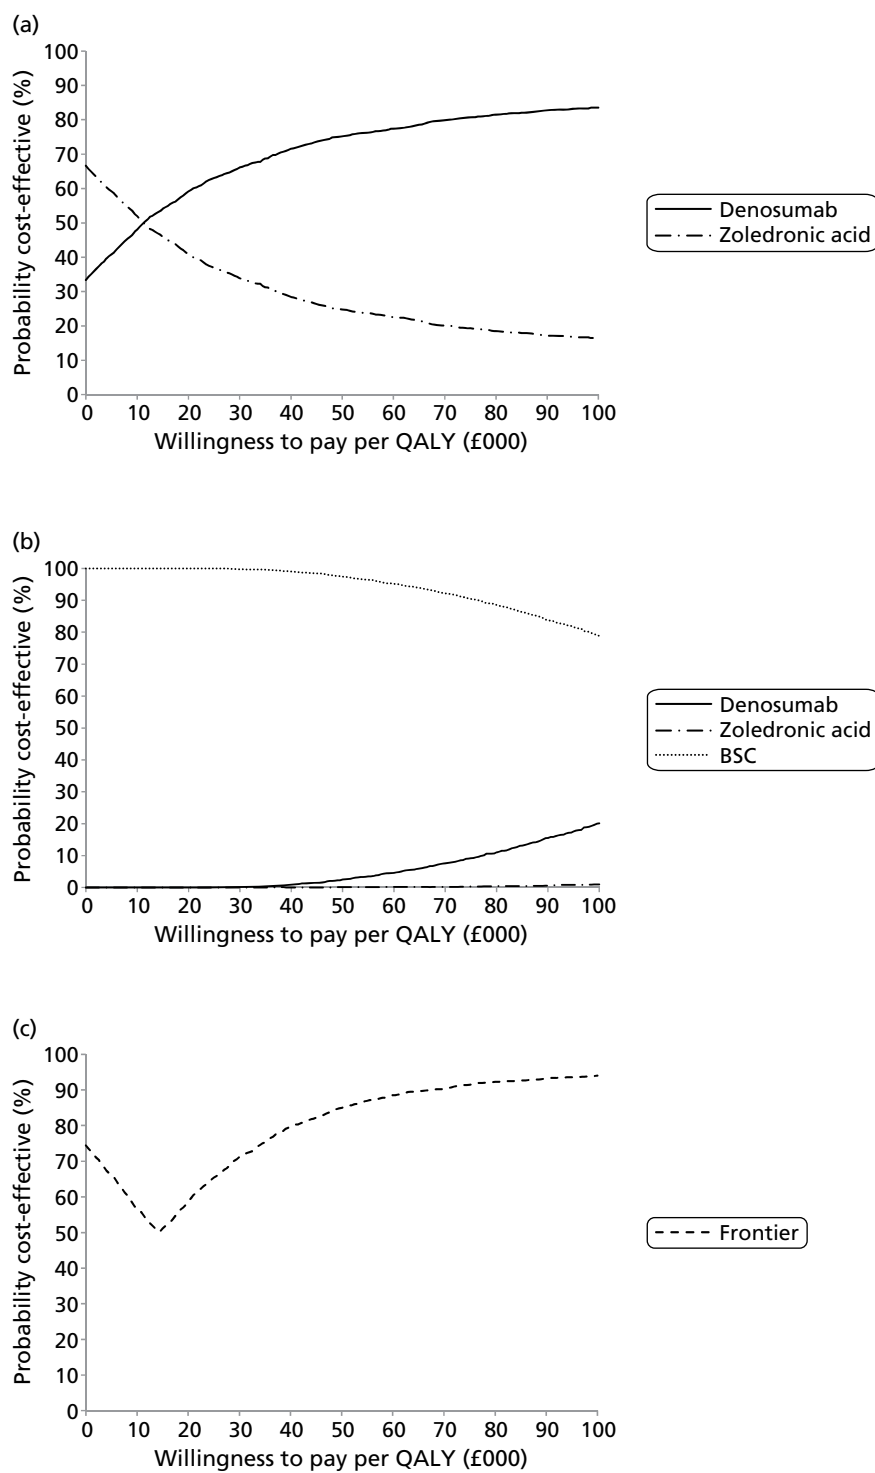 (a)
Probability cost-effective (%)
100
90
80
70
60
50
40
30
20
10
0
0 10 20 30 40 50 60 70 80 90 100
Willingness to pay per QALY (£000)
Denosumab
Zoledronic acid
(b)
Probability cost-effective (%)
100
90
80
70
60
50
40
30
20
10
0
0 10 20 30 40 50 60 70 80 90 100
Willingness to pay per QALY (£000)
Denosumab
Zoledronic acid
BSC
(c)
Probability cost-effective (%)
100
90
80
70
60
50
40
30
20
10
0
0 10 20 30 40 50 60 70 80 90 100
Willingness to pay per QALY (£000)
Frontier